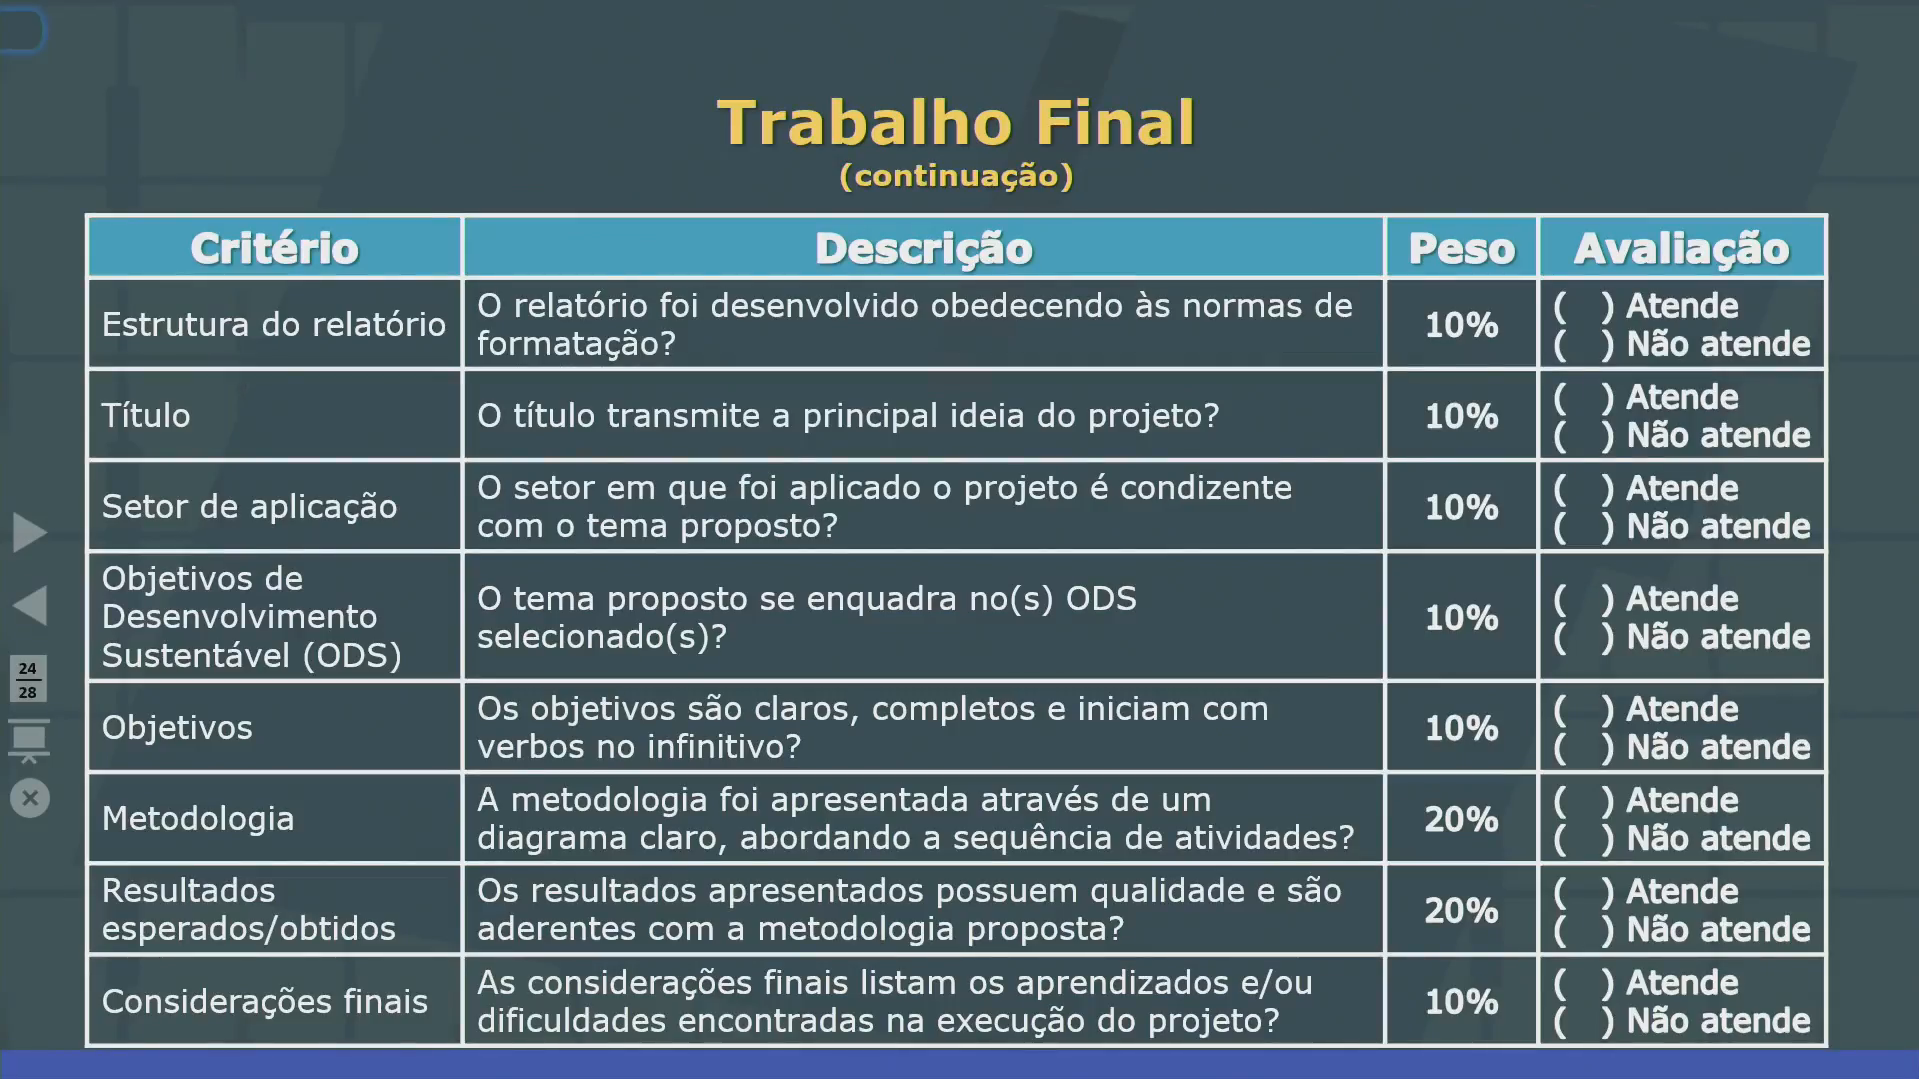 Trabalho Final
(continuação)
Critério Descrição Peso Avaliação
Estrutura do relatório
O relatório foi desenvolvido obedecendo às normas de
formatação?
10%
( ) Atende
( ) Não atende
Título
O título transmite a principal ideia do projeto?
10%
( ) Atende
( ) Não atende
Setor de aplicação
O setor em que foi aplicado o projeto é condizente
com o tema proposto?
10%
( ) Atende
( ) Não atende
Objetivos de
Desenvolvimento
Sustentável (ODS)
O tema proposto se enquadra no(s) ODS
selecionado(s)?
10%
( ) Atende
( ) Não atende
Objetivos
Os objetivos são claros, completos e iniciam com
verbos no infinitivo?
10%
( ) Atende
( ) Não atende
Metodologia
A metodologia foi apresentada através de um
diagrama claro, abordando a sequência de atividades?
20%
( ) Atende
( ) Não atende
Resultados
esperados/obtidos
Os resultados apresentados possuem qualidade e são
aderentes com a metodologia proposta?
20%
( ) Atende
( ) Não atende
Considerações finais
As considerações finais listam os aprendizados e/ou
dificuldades encontradas na execução do projeto?
10%
( ) Atende
( ) Não atende
24
28